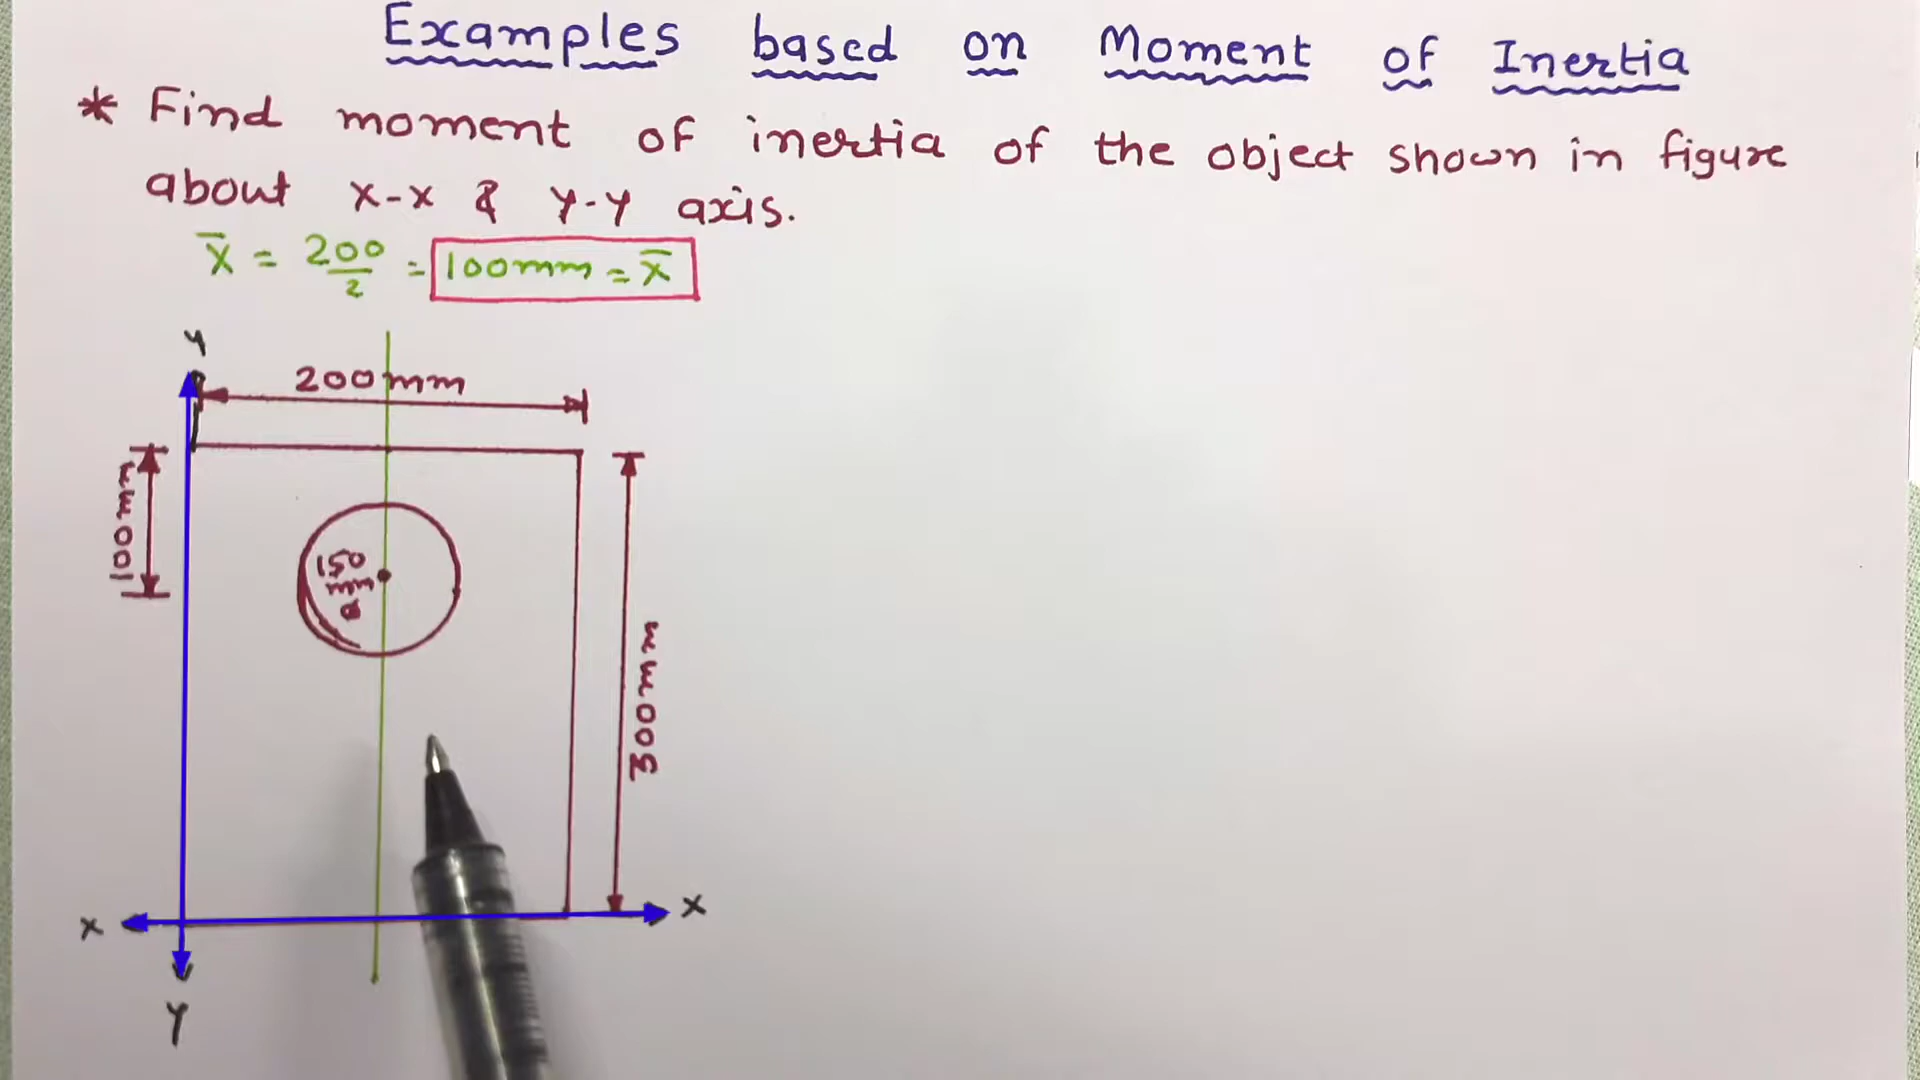 Examples based on Moment of Inertia
* Find moment of inertia of the object shown in figure
about x-x & y-y axis.
x̄ = 200/2 = 100mm = x̄
y
200mm
100mm
150
mm
ø
300mm
x
x
y